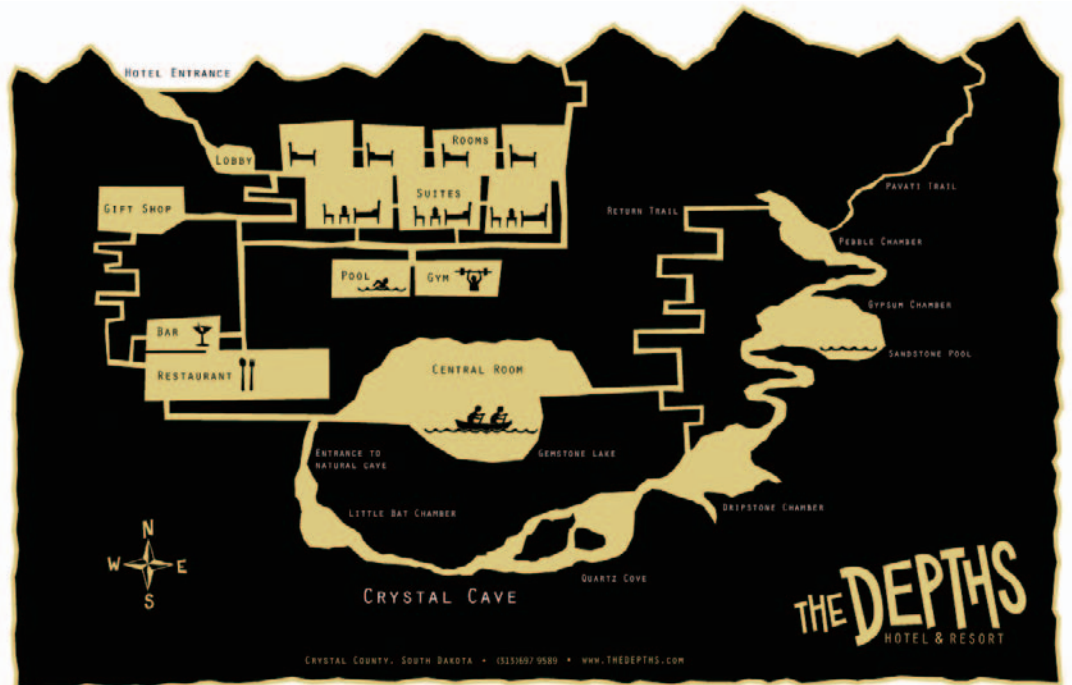 HOTEL ENTRANCE
LOBBY
ROOMS
GIFT SHOP
SUITES
RETURN TRAIL
PAVATI TRAIL
PEBBLE CHAMBER
POOL
GYM
GYPSUM CHAMBER
BAR
SANDSTONE POOL
RESTAURANT
CENTRAL ROOM
ENTRANCE TO
NATURAL CAVE
GEMSTONE LAKE
LITTLE BAT CHAMBER
DRIPSTONE CHAMBER
N
W E
S
QUARTZ COVE
CRYSTAL CAVE
THE DEPTHS
HOTEL & RESORT
CRYSTAL COUNTY, SOUTH DAKOTA • (313)697 9589 • WWW.THEDEPTHS.COM